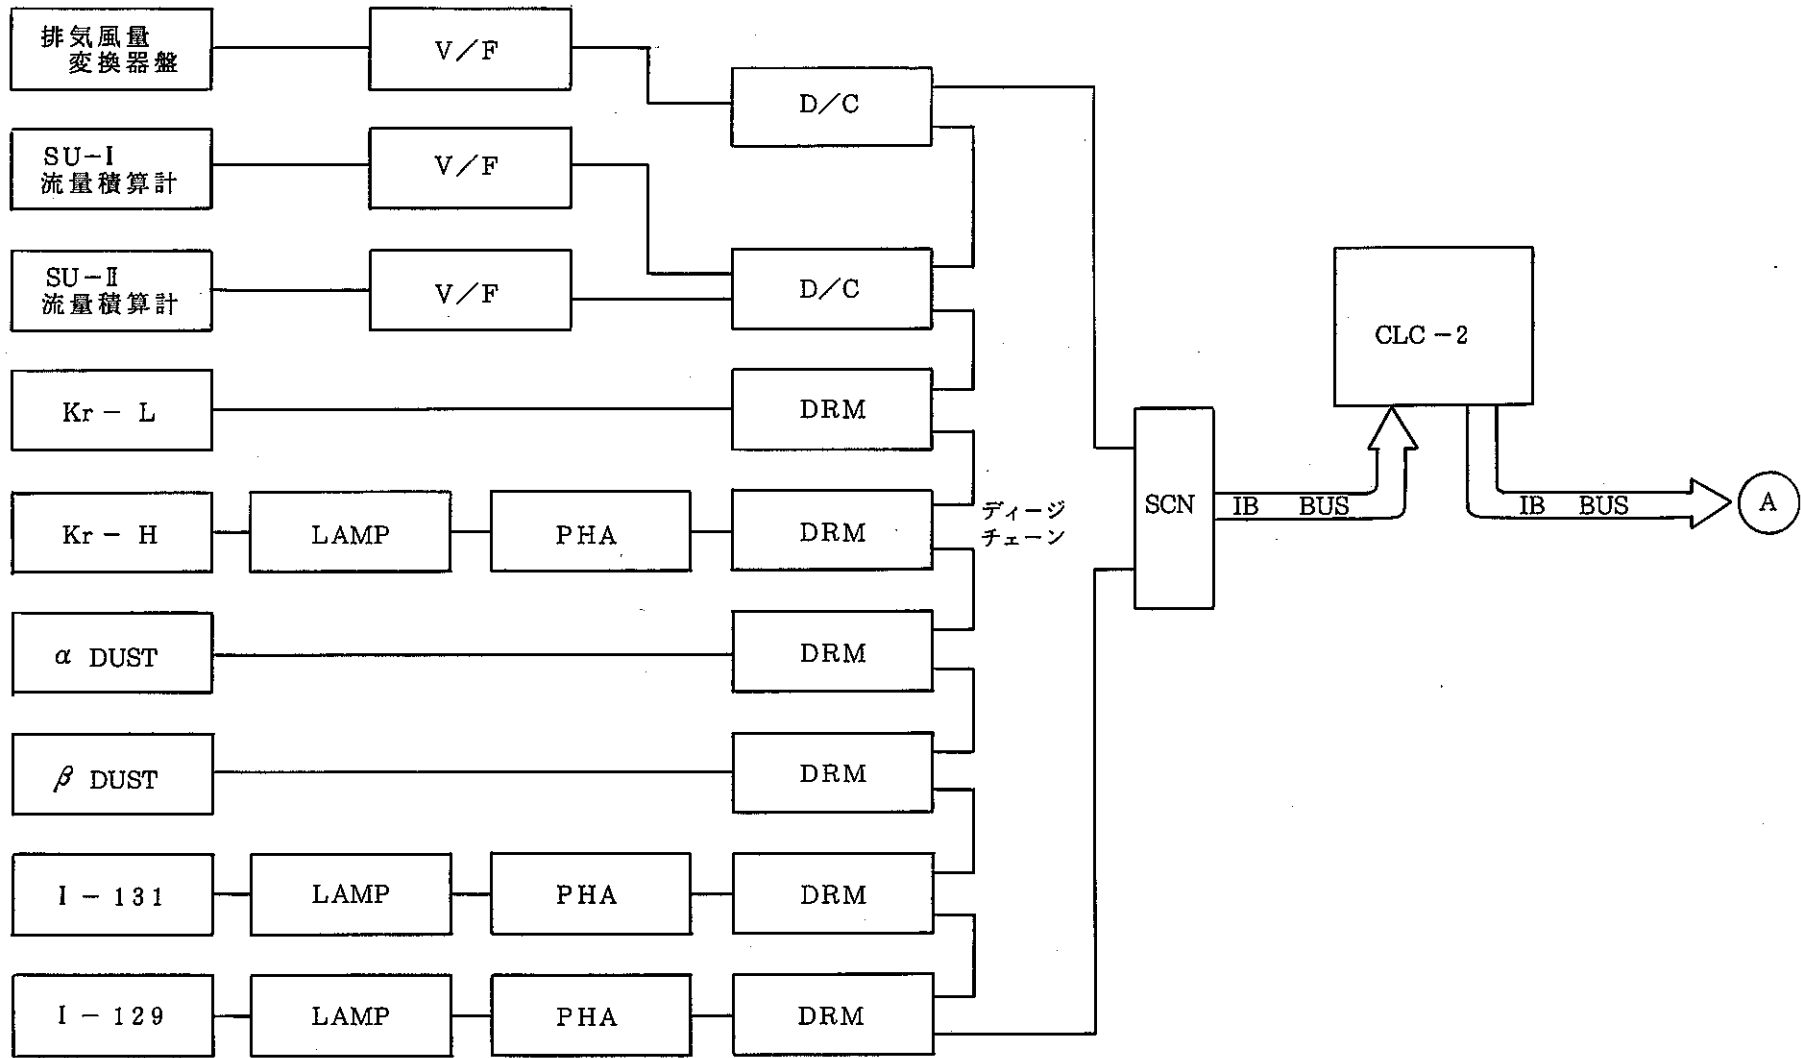 排気風量
変換器盤
V/F
D/C
SU-I
流量積算計
V/F
SU-Ⅱ
流量積算計
V/F
D/C
CLC-2
Kr-L
DRM
Kr-H
LAMP
PHA
DRM
ディージ
チェーン
SCN
IB BUS
IB BUS
A
α DUST
DRM
β DUST
DRM
I-131
LAMP
PHA
DRM
I-129
LAMP
PHA
DRM